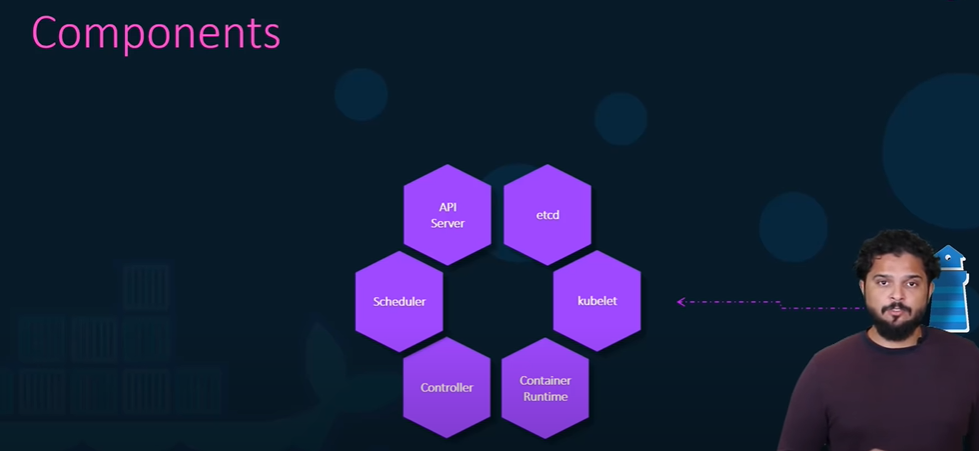 Components
API
Server
etcd
Scheduler
kubelet
Controller
Container
Runtime